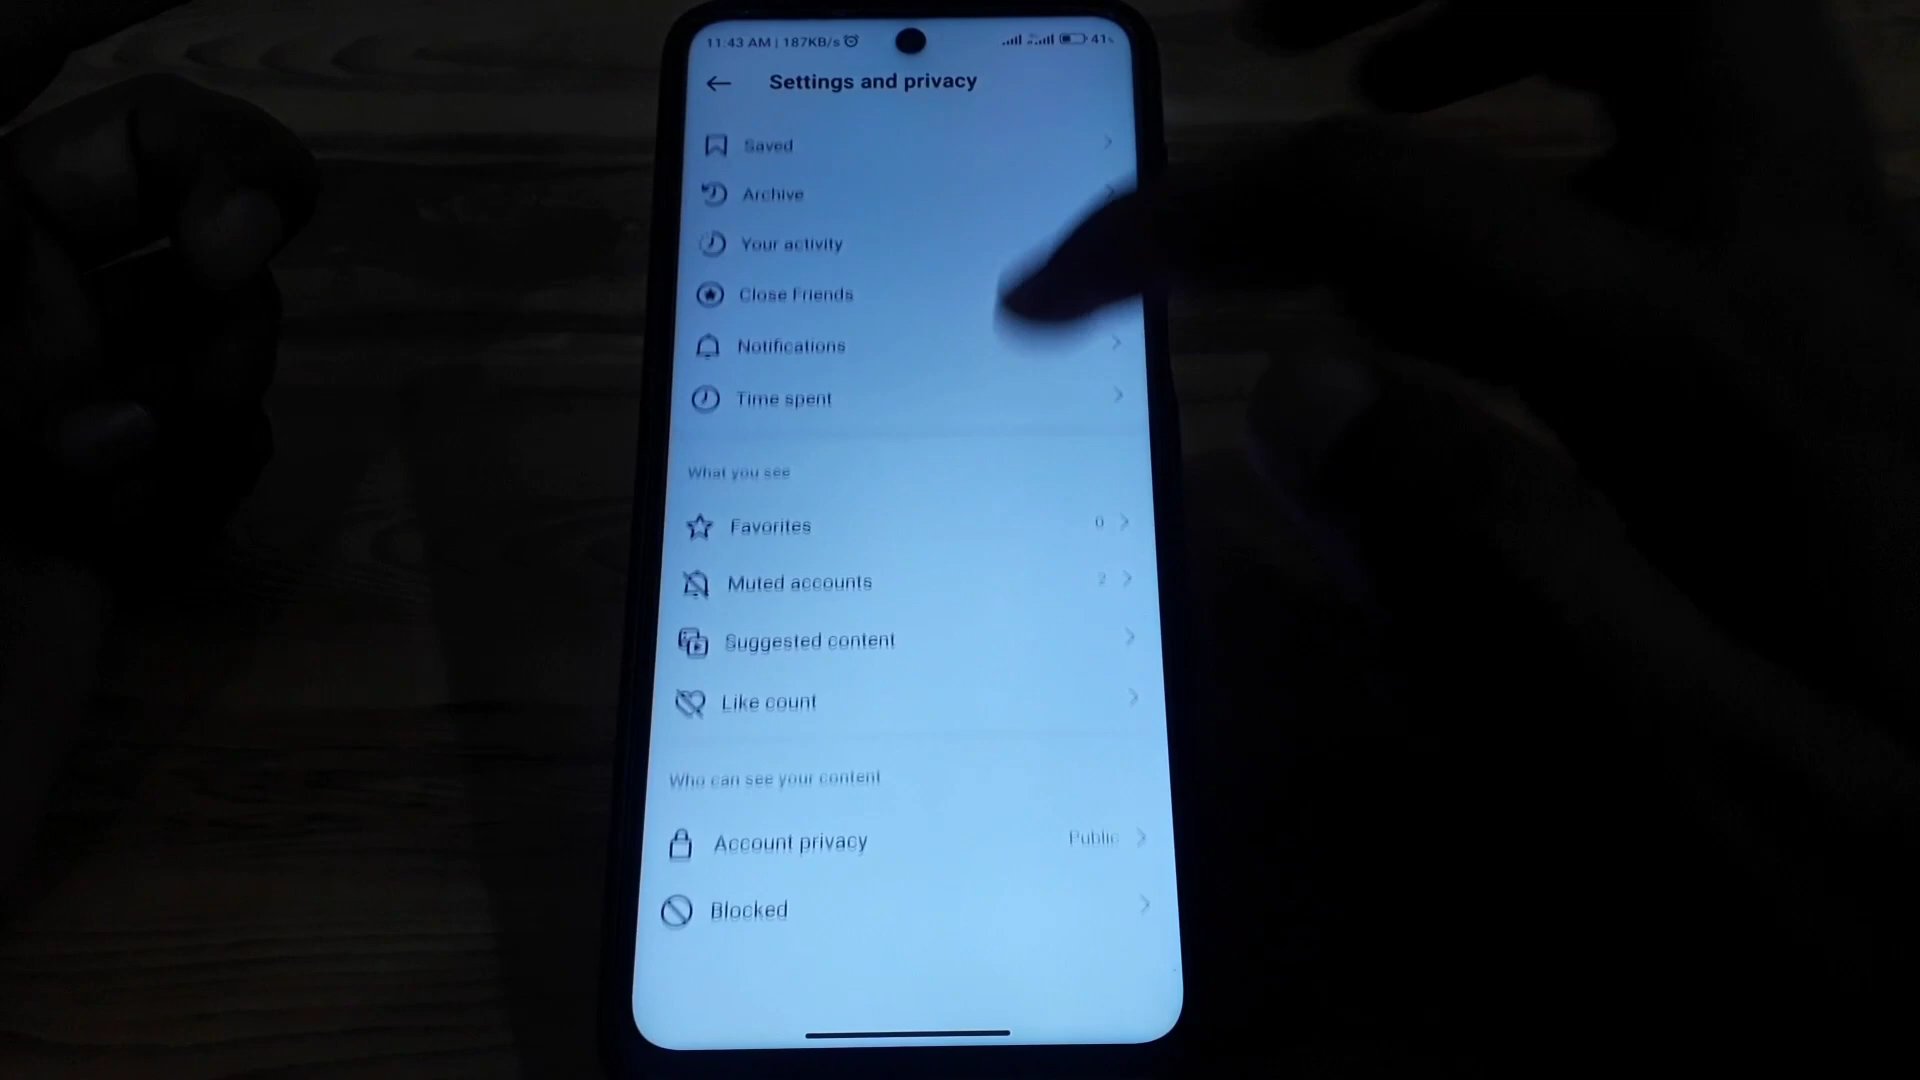 11:43 AM | 187KB/s 41%
Settings and privacy
Saved
Archive
Your activity
Close Friends
Notifications
Time spent
What you see
Favorites 0
Muted accounts 2
Suggested content
Like count
Who can see your content
Account privacy Public
Blocked